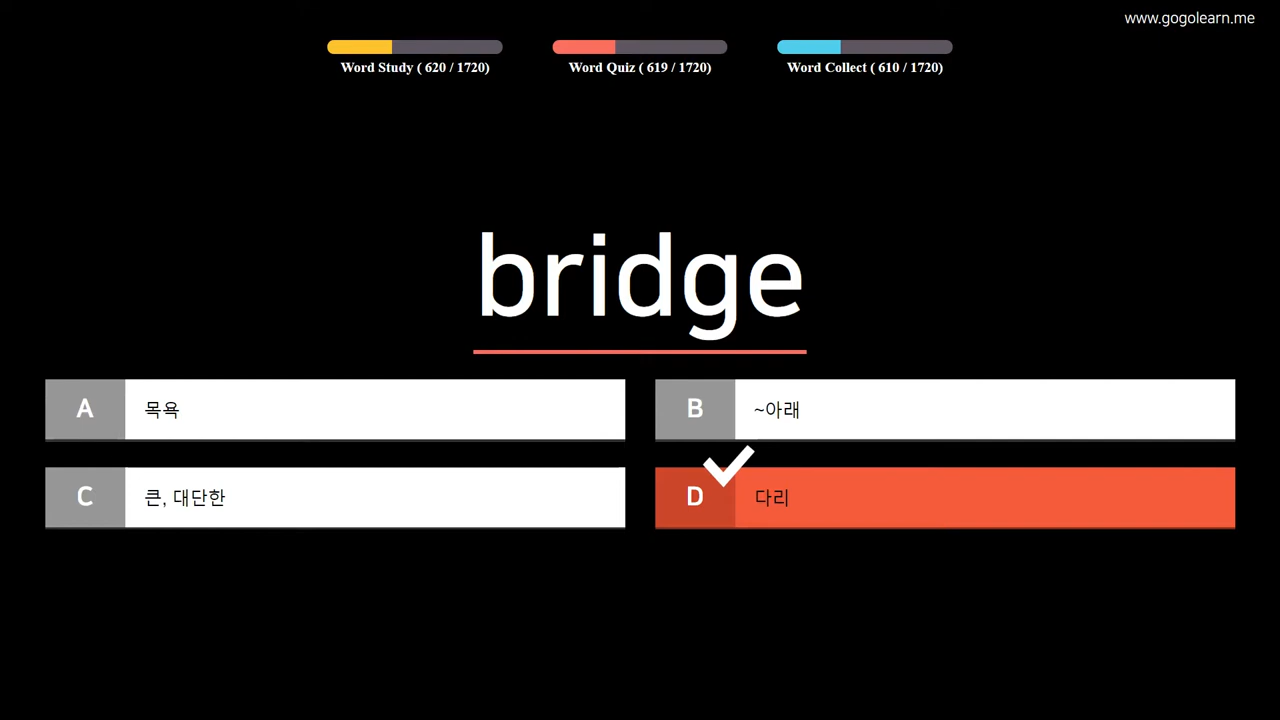 www.gogolearn.me
Word Study ( 620 / 1720)
Word Quiz ( 619 / 1720)
Word Collect ( 610 / 1720)
bridge
A 목욕
B ~아래
C 큰, 대단한
D 다리